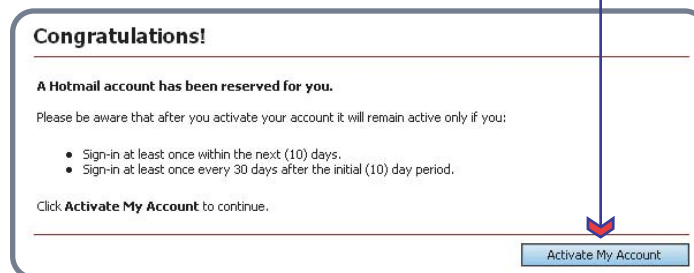 Congratulations!
A Hotmail account has been reserved for you.
Please be aware that after you activate your account it will remain active only if you:
• Sign-in at least once within the next (10) days.
• Sign-in at least once every 30 days after the initial (10) day period.
Click Activate My Account to continue.
Activate My Account